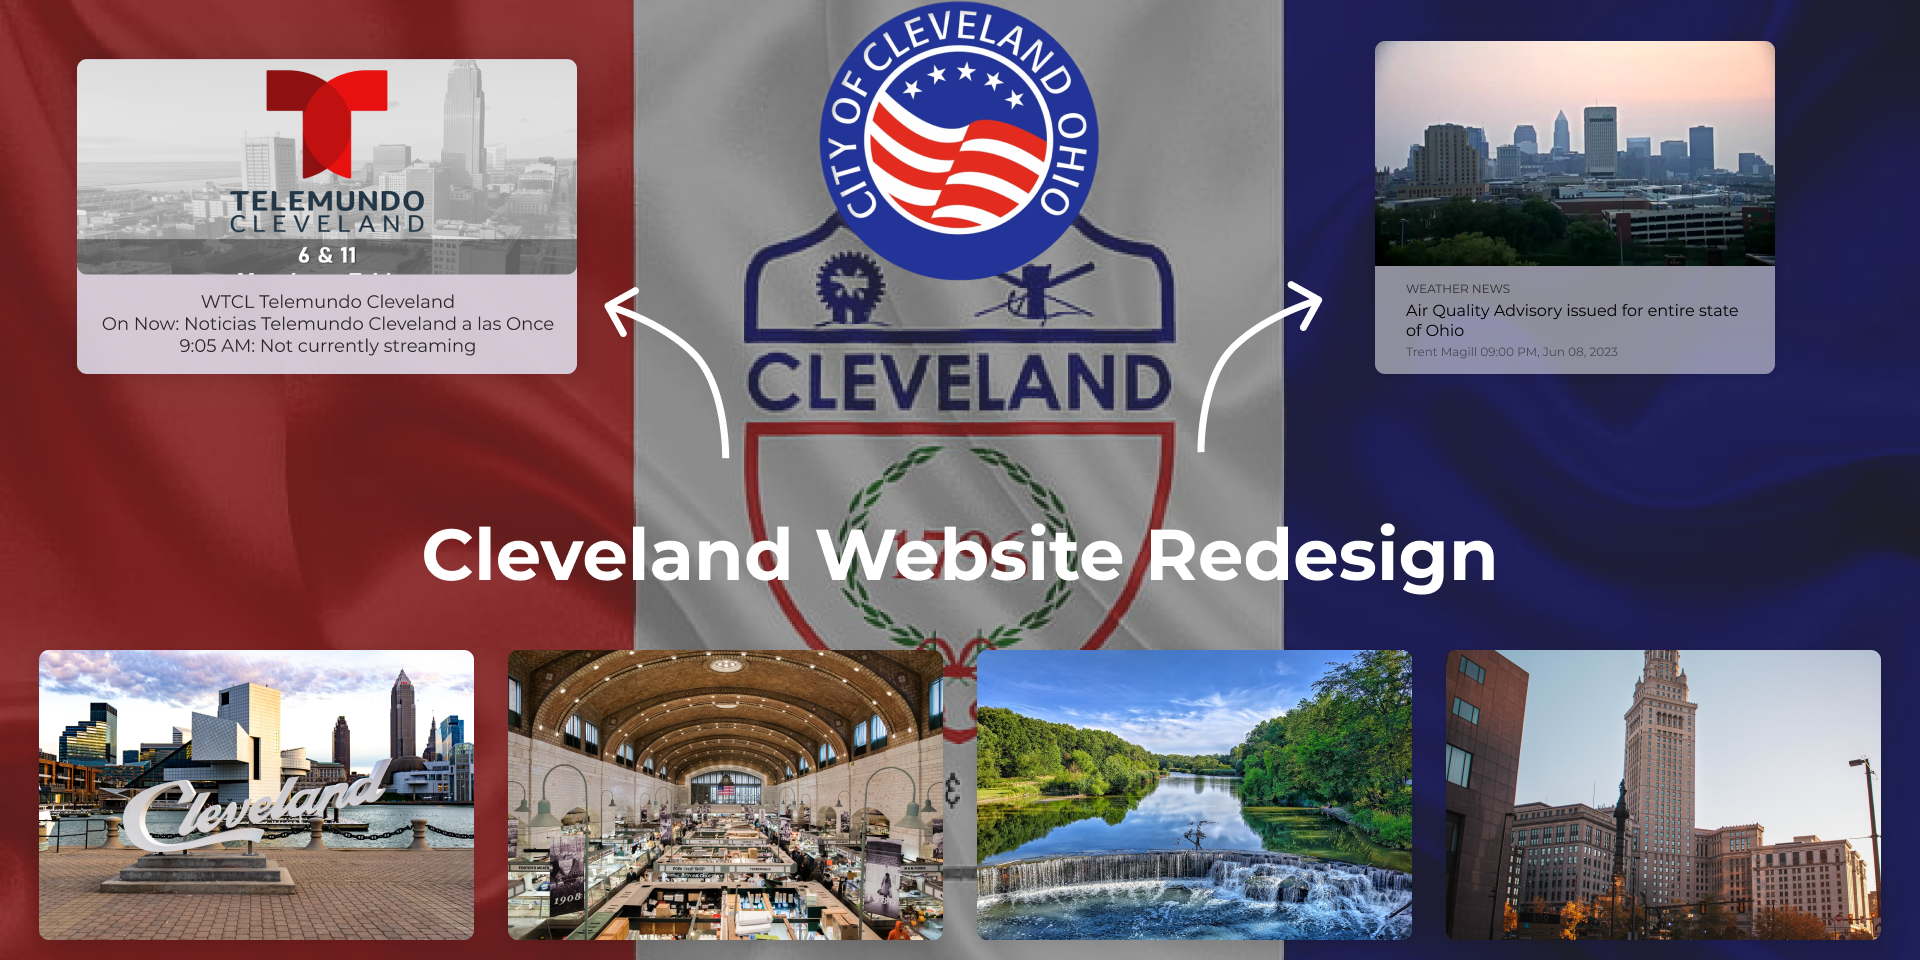 CITY OF CLEVELAND OHIO
TELEMUNDO
CLEVELAND
6 & 11
WTCL Telemundo Cleveland
On Now: Noticias Telemundo Cleveland a las Once
9:05 AM: Not currently streaming
WEATHER NEWS
Air Quality Advisory issued for entire state
of Ohio
Trent Magill 09:00 PM, Jun 08, 2023
CLEVELAND
1796
Cleveland Website Redesign
Cleveland
1908